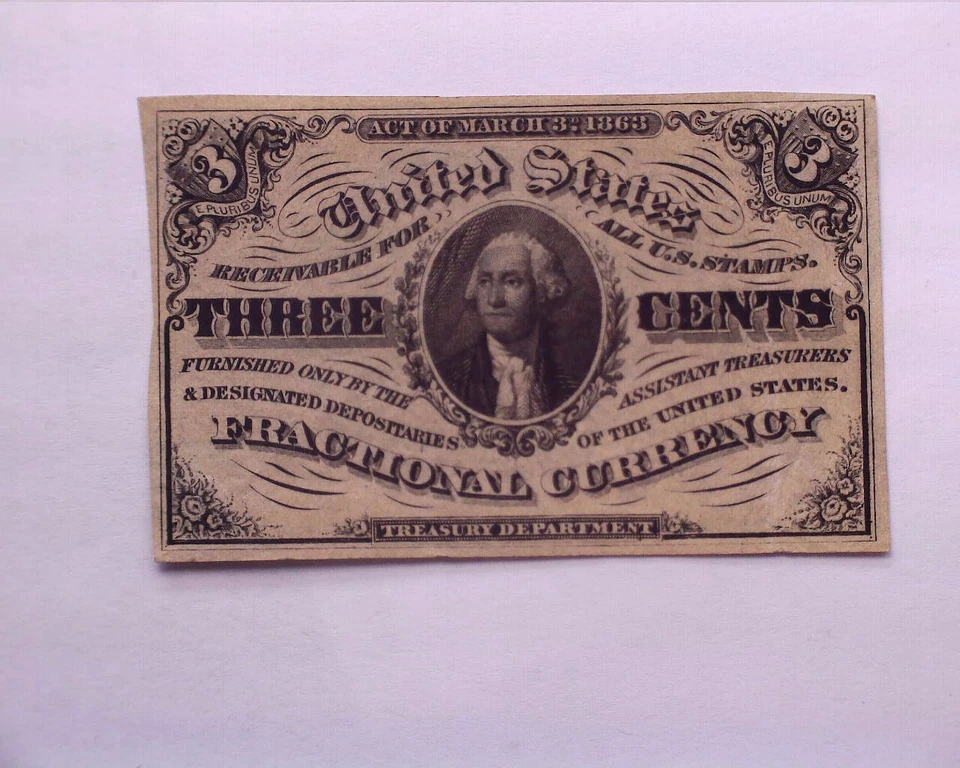 ACT OF MARCH 3RD 1863
3
E PLURIBUS UNUM
3
E PLURIBUS UNUM
United States
RECEIVABLE FOR ALL U.S. STAMPS.
THREE CENTS
FURNISHED ONLY BY THE ASSISTANT TREASURERS
& DESIGNATED DEPOSITARIES OF THE UNITED STATES.
FRACTIONAL CURRENCY
TREASURY DEPARTMENT